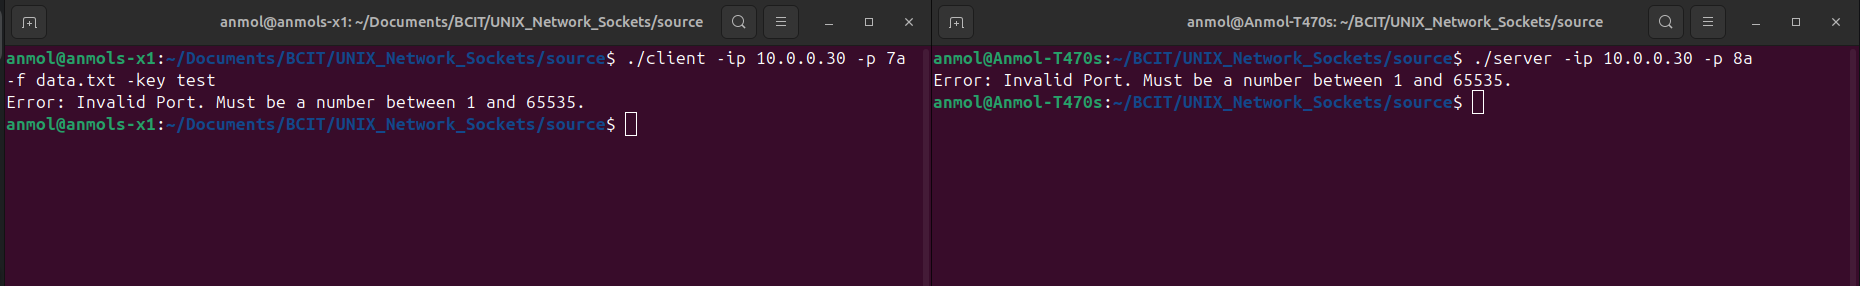 anmol@anmols-x1: ~/Documents/BCIT/UNIX_Network_Sockets/source
anmol@anmols-x1:~/Documents/BCIT/UNIX_Network_Sockets/source$ ./client -ip 10.0.0.30 -p 7a
-f data.txt -key test
Error: Invalid Port. Must be a number between 1 and 65535.
anmol@anmols-x1:~/Documents/BCIT/UNIX_Network_Sockets/source$
anmol@Anmol-T470s: ~/BCIT/UNIX_Network_Sockets/source
anmol@Anmol-T470s:~/BCIT/UNIX_Network_Sockets/source$ ./server -ip 10.0.0.30 -p 8a
Error: Invalid Port. Must be a number between 1 and 65535.
anmol@Anmol-T470s:~/BCIT/UNIX_Network_Sockets/source$